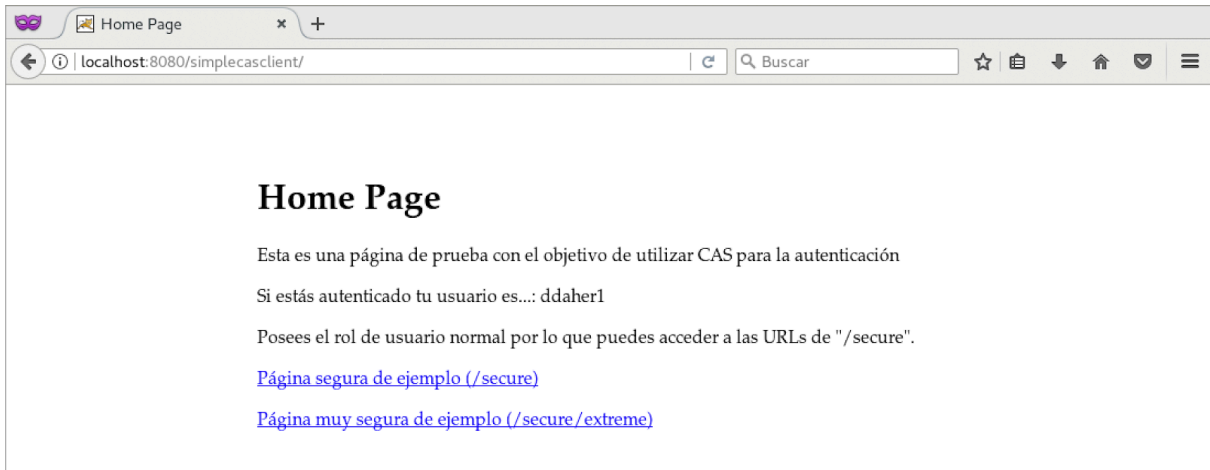 Home Page
localhost:8080/simplecasclient/
Buscar
Home Page
Esta es una página de prueba con el objetivo de utilizar CAS para la autenticación
Si estás autenticado tu usuario es...: ddaher1
Posees el rol de usuario normal por lo que puedes acceder a las URLs de "/secure".
Página segura de ejemplo (/secure)
Página muy segura de ejemplo (/secure/extreme)